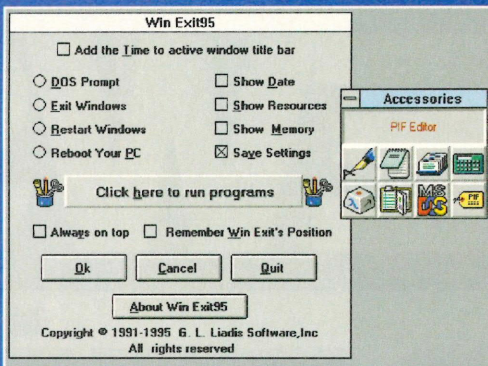 Win Exit95
Add the Time to active window title bar
DOS Prompt
Show Date
Exit Windows
Show Resources
Restart Windows
Show Memory
Reboot Your PC
Save Settings
Click here to run programs
Always on top
Remember Win Exit's Position
Ok
Cancel
Quit
About Win Exit95
Copyright © 1991-1995 G. L. Liadis Software,Inc
All rights reserved
Accessories
PIF Editor
MS
DOS
PIF